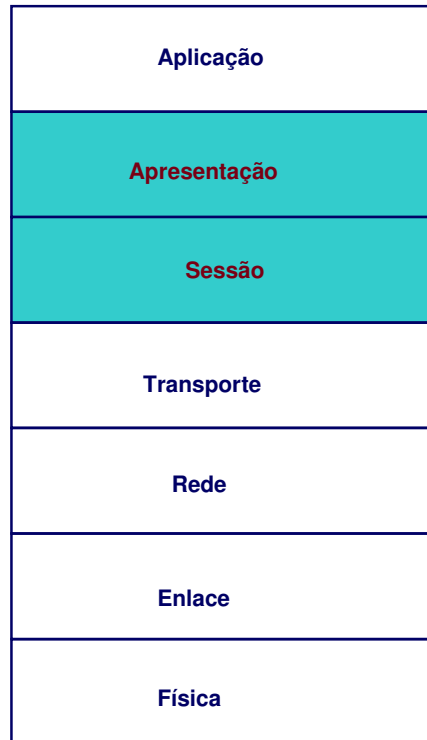 Aplicação
Apresentação
Sessão
Transporte
Rede
Enlace
Física